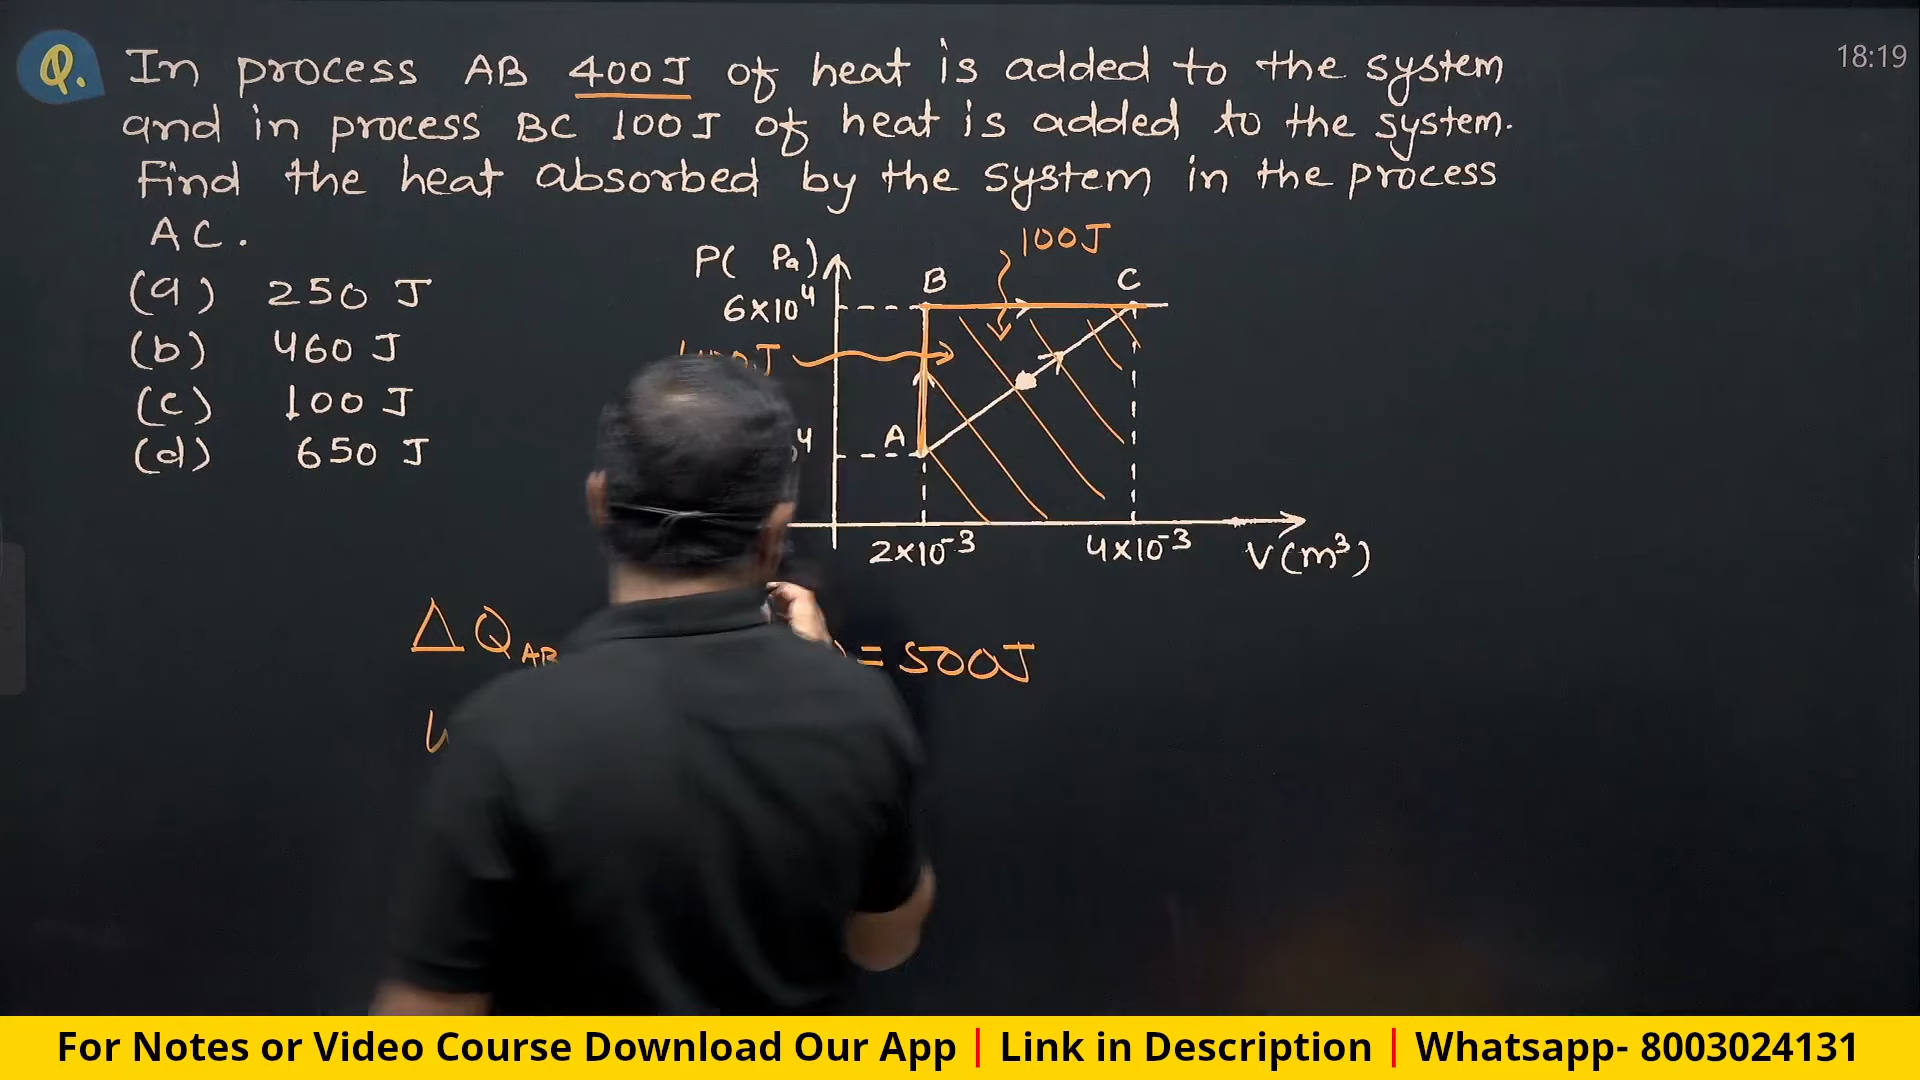 18:19
Q. In process AB 400J of heat is added to the system
and in process BC 100J of heat is added to the system.
Find the heat absorbed by the system in the process
AC.
(a) 250 J
(b) 460 J
(c) 100 J
(d) 650 J
100J
P( Pa)
B
C
6×10⁴
A
2×10⁻³
4×10⁻³
V(m³)
ΔQ_AB
= 500J
For Notes or Video Course Download Our App | Link in Description | Whatsapp- 8003024131